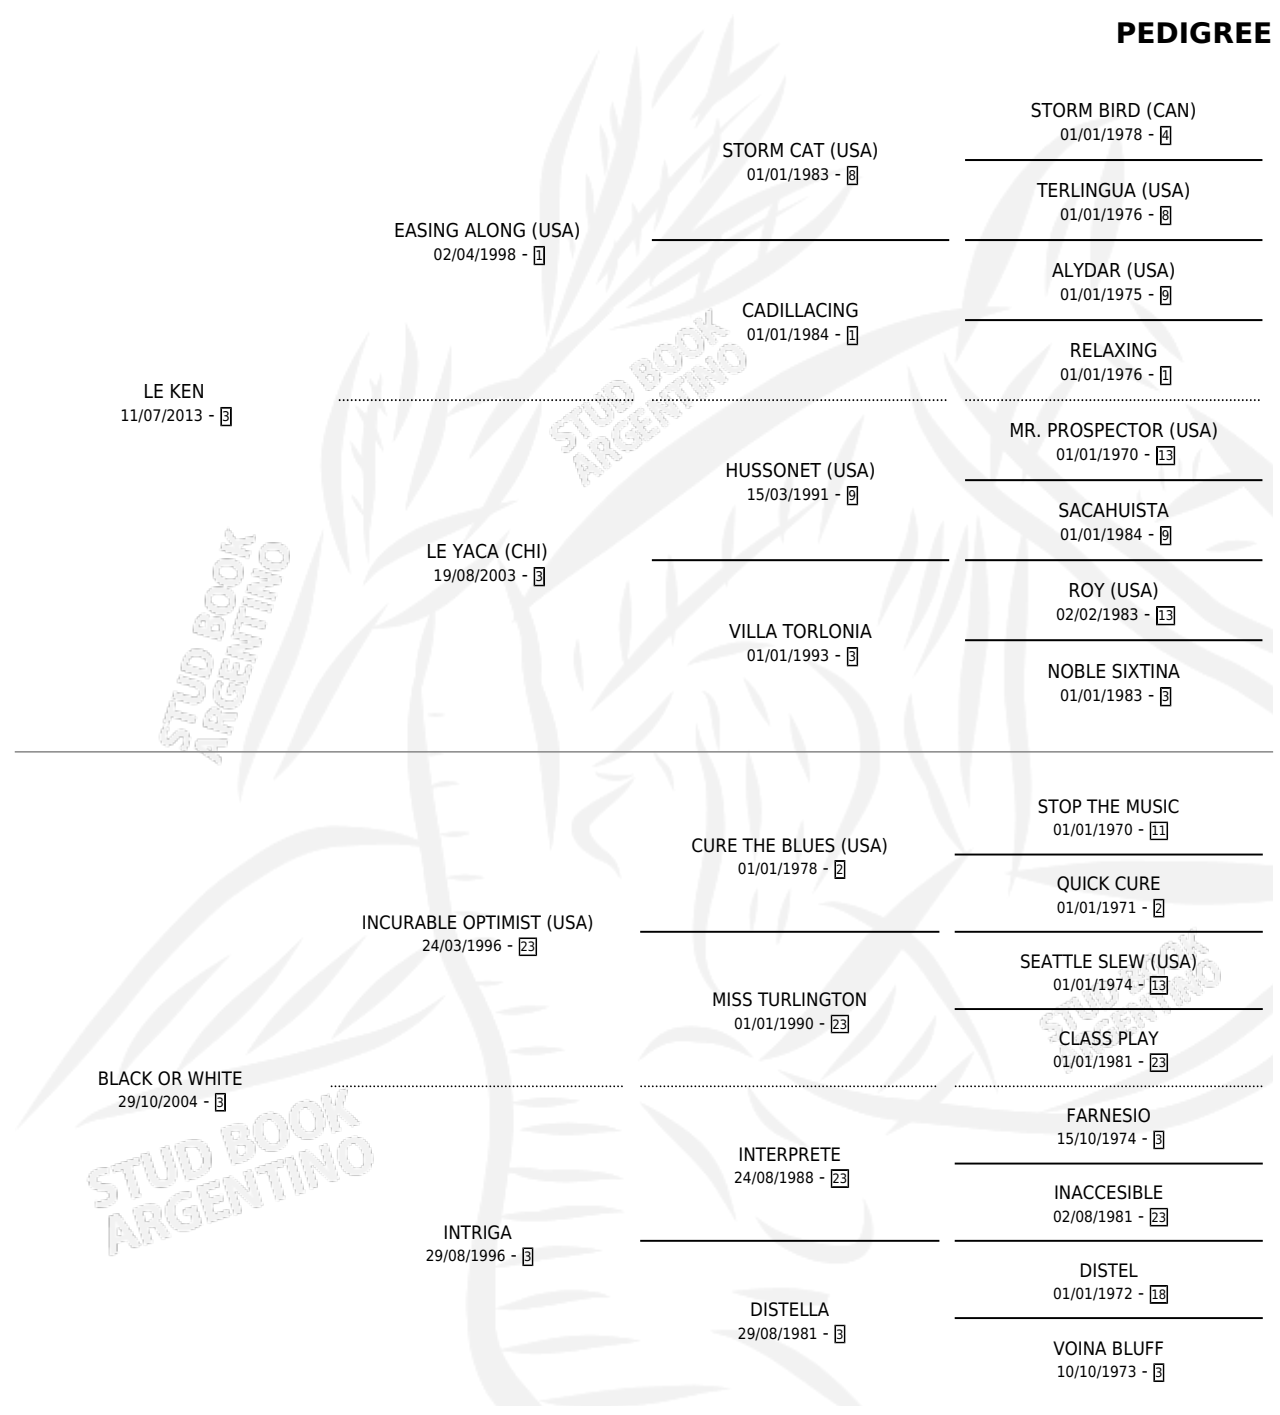 PEDIGREE
STORM BIRD (CAN)
01/01/1978 - 4
STORM CAT (USA)
01/01/1983 - 8
TERLINGUA (USA)
01/01/1976 - 8
EASING ALONG (USA)
02/04/1998 - 1
ALYDAR (USA)
01/01/1975 - 9
CADILLACING
01/01/1984 - 1
RELAXING
01/01/1976 - 1
LE KEN
11/07/2013 - 3
MR. PROSPECTOR (USA)
01/01/1970 - 13
HUSSONET (USA)
15/03/1991 - 9
SACAHUISTA
01/01/1984 - 9
LE YACA (CHI)
19/08/2003 - 3
ROY (USA)
02/02/1983 - 13
VILLA TORLONIA
01/01/1993 - 3
NOBLE SIXTINA
01/01/1983 - 3
STOP THE MUSIC
01/01/1970 - 11
CURE THE BLUES (USA)
01/01/1978 - 2
QUICK CURE
01/01/1971 - 2
INCURABLE OPTIMIST (USA)
24/03/1996 - 23
SEATTLE SLEW (USA)
01/01/1974 - 13
MISS TURLINGTON
01/01/1990 - 23
CLASS PLAY
01/01/1981 - 23
BLACK OR WHITE
29/10/2004 - 3
FARNESIO
15/10/1974 - 3
INTERPRETE
24/08/1988 - 23
INACCESIBLE
02/08/1981 - 23
INTRIGA
29/08/1996 - 3
DISTEL
01/01/1972 - 18
DISTELLA
29/08/1981 - 3
VOINA BLUFF
10/10/1973 - 3
STUD BOOK
ARGENTINO
STUD BOOK
ARGENTINO
STUD BOOK
ARGENTINO
STUD BOOK
ARGENTINO